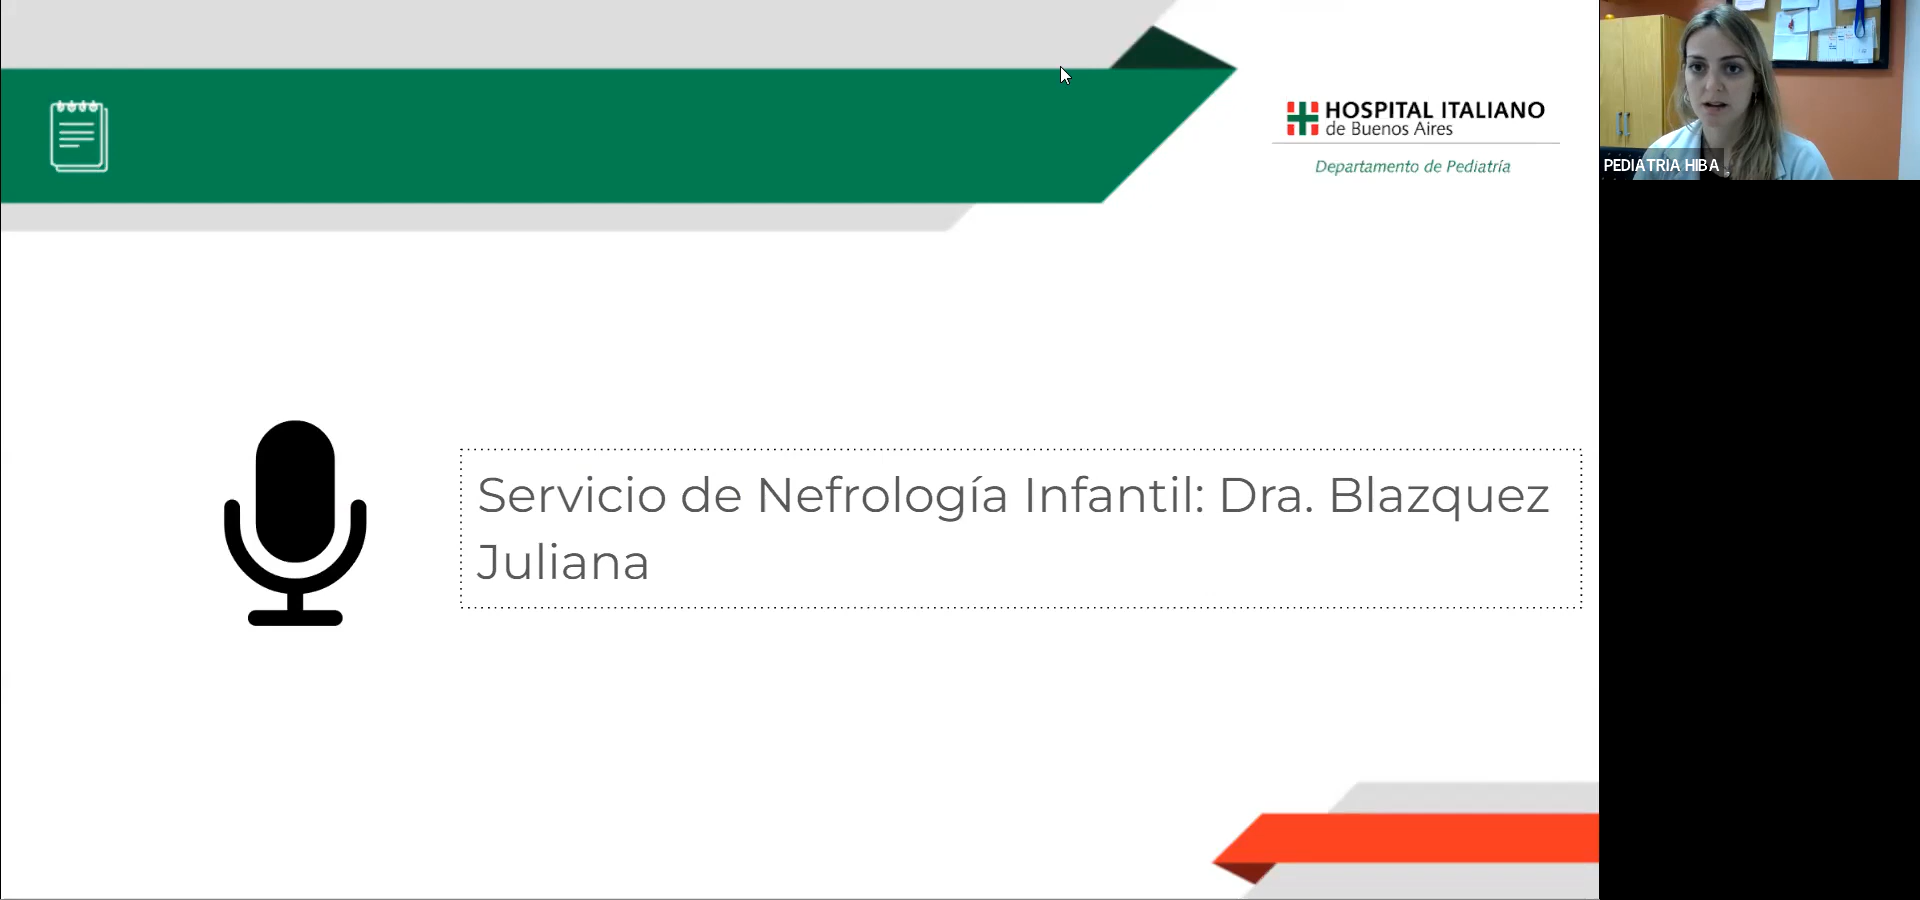 HOSPITAL ITALIANO
de Buenos Aires
Departamento de Pediatría
PEDIATRIA HIBA
Servicio de Nefrología Infantil: Dra. Blazquez
Juliana